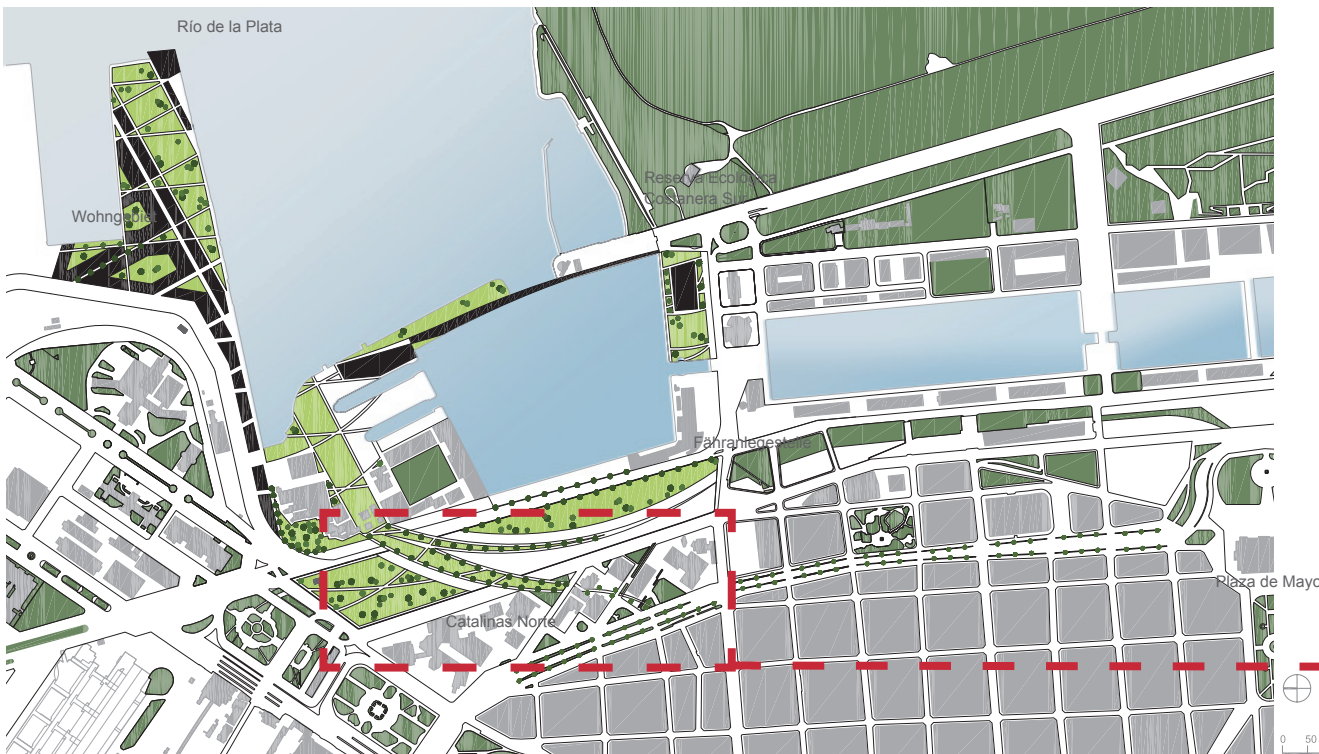 Río de la Plata
Reserva Ecológica
Costanera Sur
Wohngebiet
Fähranlegestelle
Plaza de Mayo
Catalinas Norte
0 50